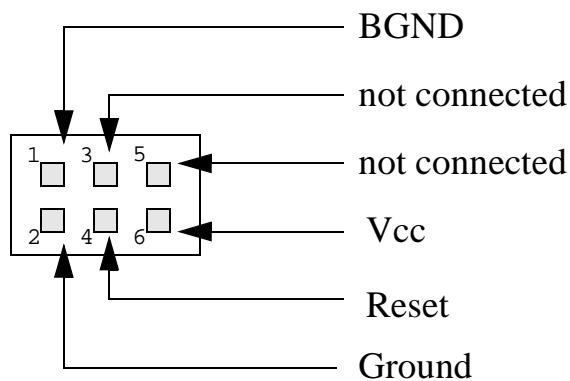 BGND
not connected
1 3 5
not connected
2 4 6
Vcc
Reset
Ground